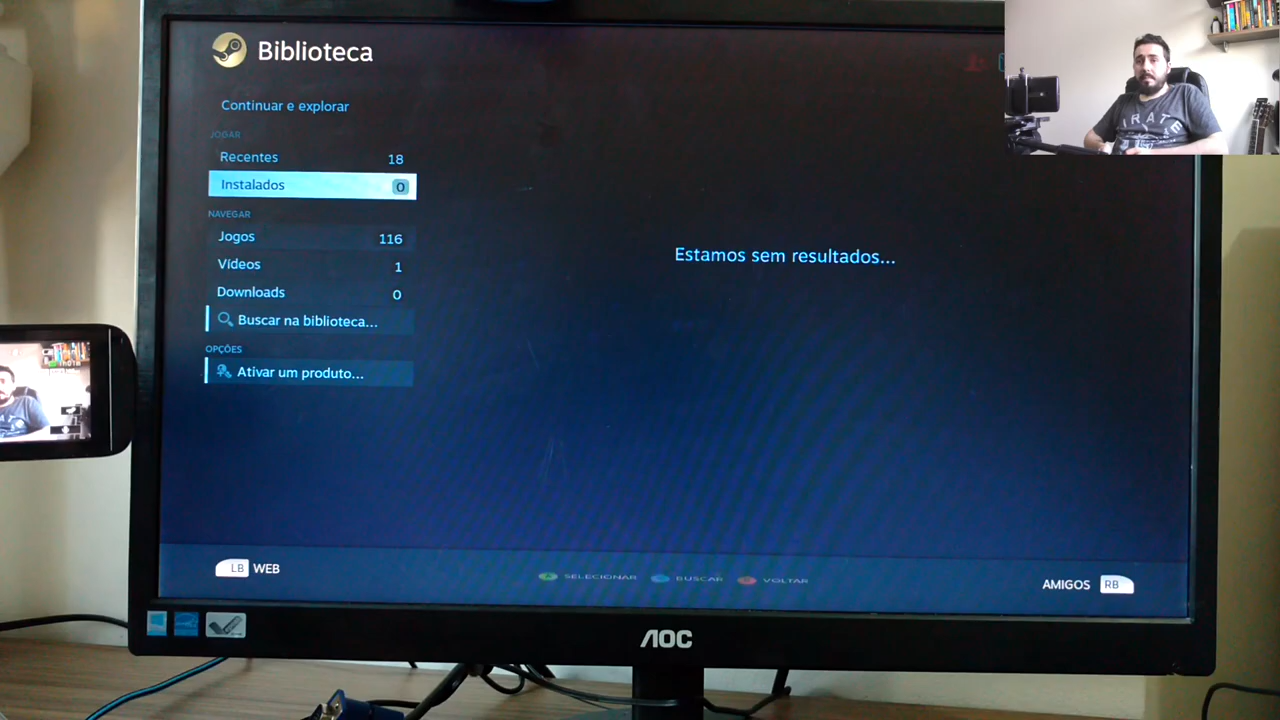 Biblioteca
Continuar e explorar
JOGAR
Recentes 18
Instalados 0
NAVEGAR
Jogos 116
Vídeos 1
Downloads 0
Buscar na biblioteca...
OPÇÕES
Ativar um produto...
Estamos sem resultados...
LB WEB
A SELECIONAR X BUSCAR B VOLTAR
AMIGOS RB
AOC